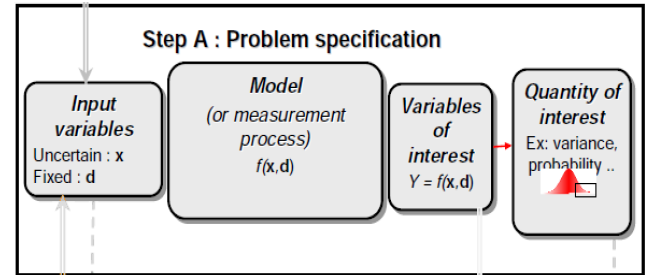 Step A : Problem specification
Input
variables
Uncertain : x
Fixed : d
Model
(or measurement
process)
f(x,d)
Variables
of
interest
Y = f(x,d)
Quantity of
interest
Ex: variance,
probability ..